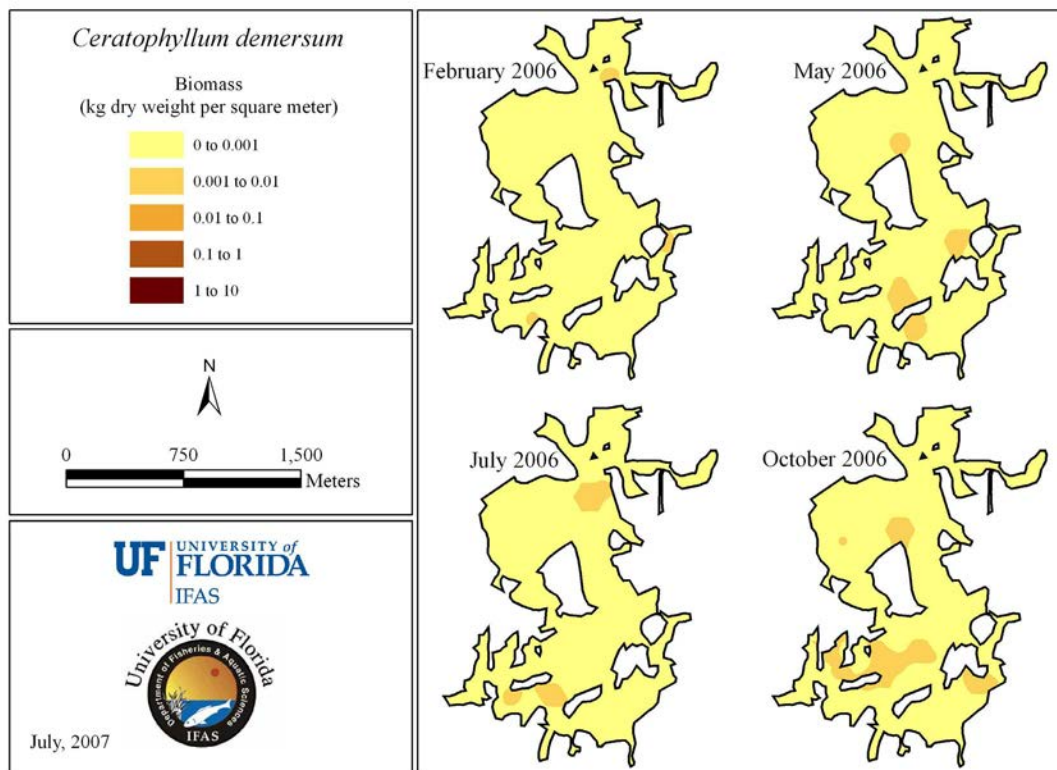 Ceratophyllum demersum
Biomass
(kg dry weight per square meter)
0 to 0.001
0.001 to 0.01
0.01 to 0.1
0.1 to 1
1 to 10
N
0 750 1,500
Meters
UF UNIVERSITY of
FLORIDA
IFAS
University of Florida
Department of Fisheries & Aquatic Sciences
IFAS
July, 2007
February 2006
May 2006
July 2006
October 2006